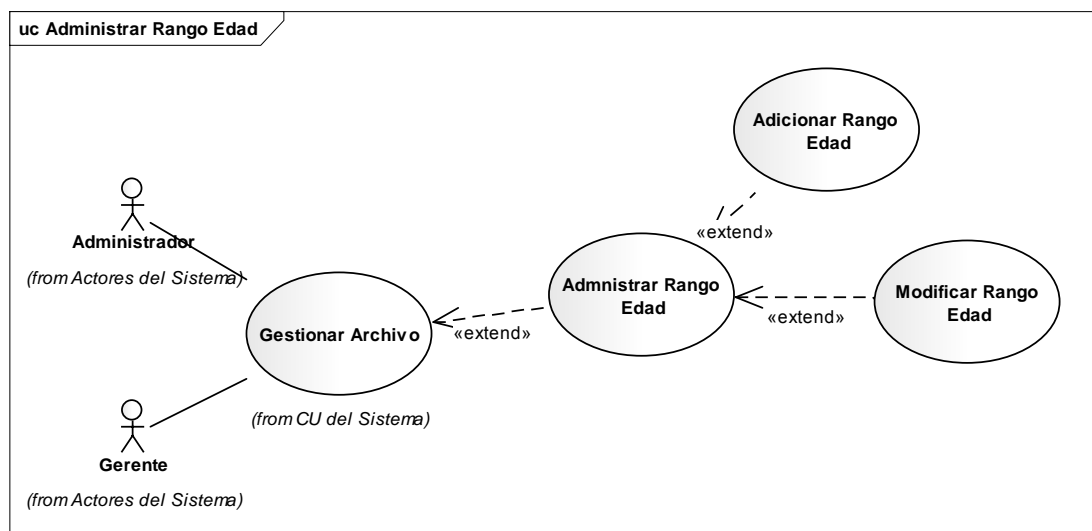 uc Administrar Rango Edad
Adicionar Rango
Edad
Administrador
(from Actores del Sistema)
«extend»
Admnistrar Rango
Edad
Modificar Rango
Edad
«extend»
Gestionar Archivo
«extend»
(from CU del Sistema)
Gerente
(from Actores del Sistema)